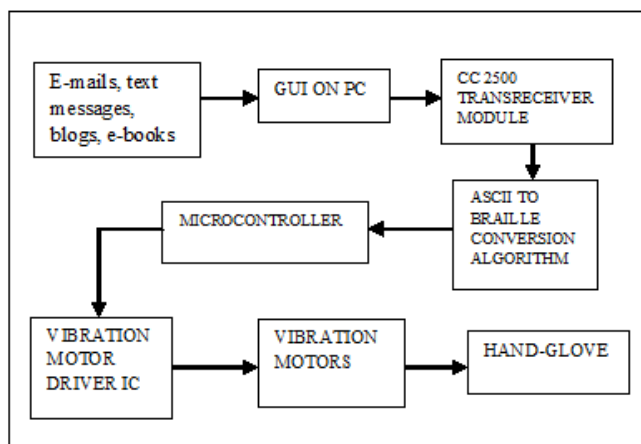 E-mails, text
messages,
blogs, e-books
GUI ON PC
CC 2500
TRANSRECEIVER
MODULE
ASCII TO
BRAILLE
CONVERSION
ALGORITHM
MICROCONTROLLER
VIBRATION
MOTOR
DRIVER IC
VIBRATION
MOTORS
HAND-GLOVE